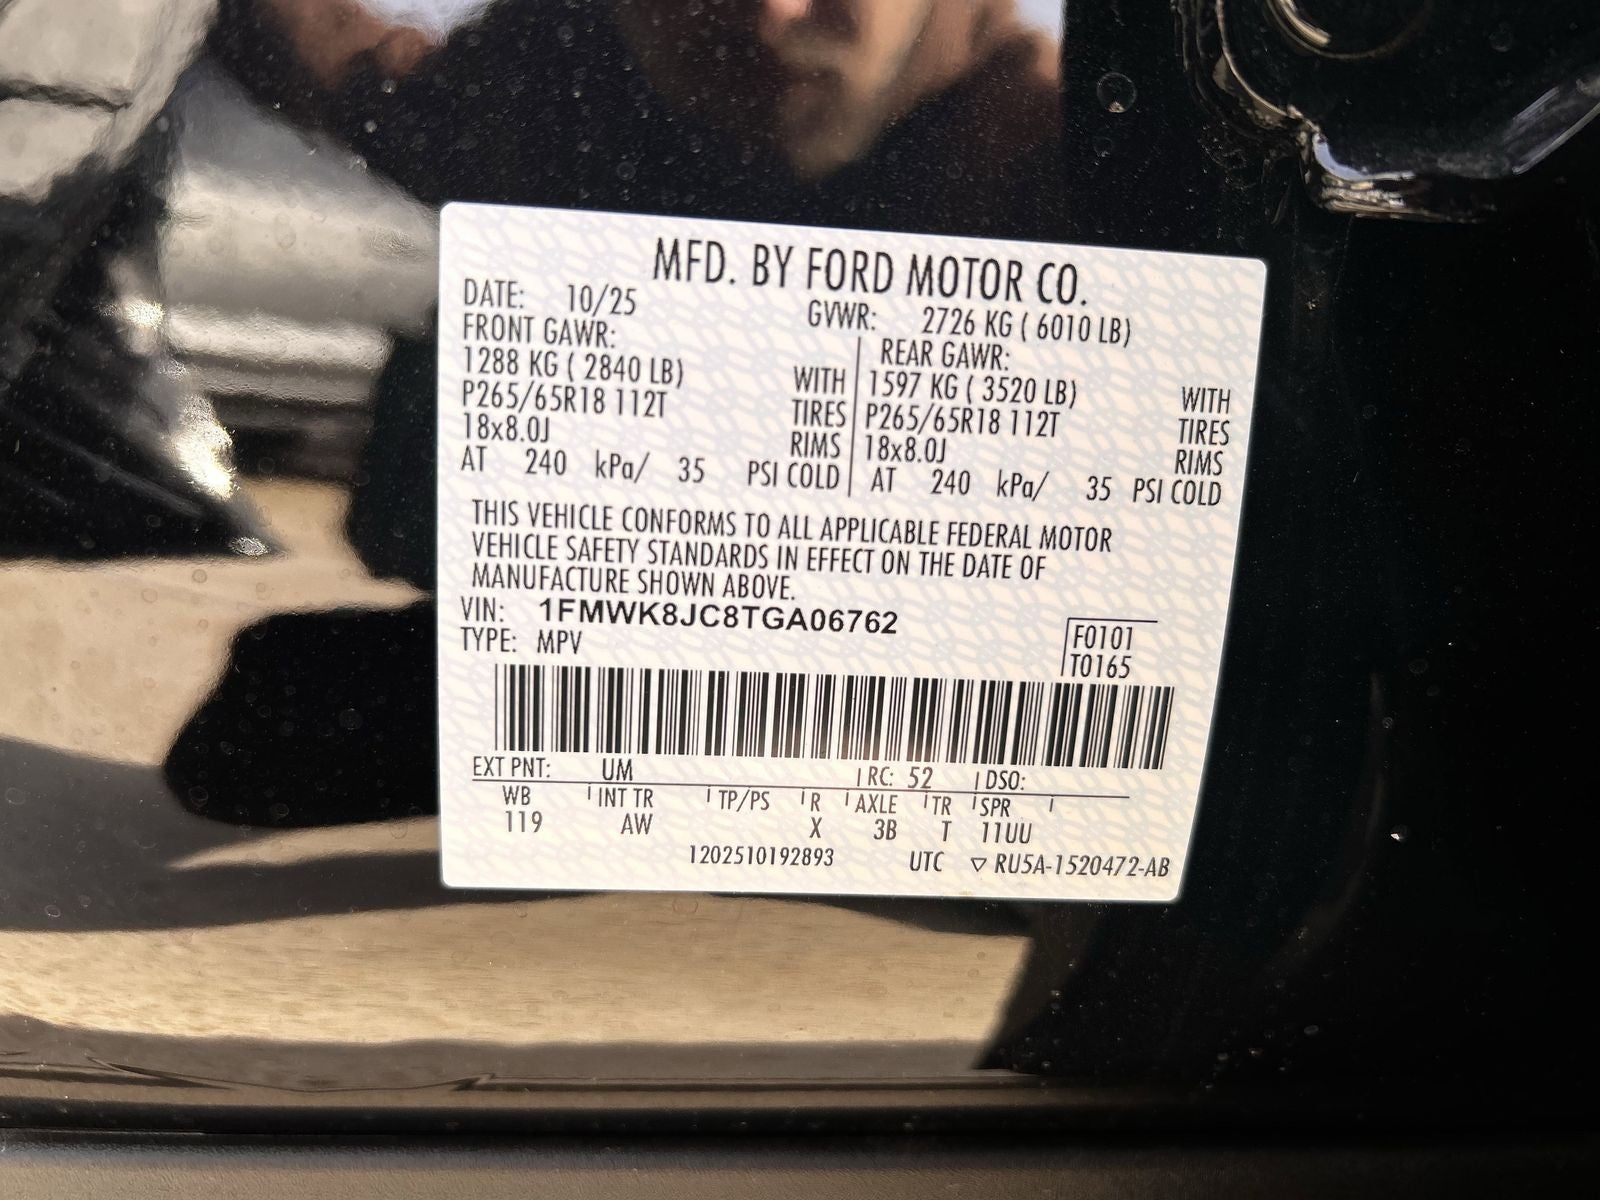 MFD. BY FORD MOTOR CO.
DATE: 10/25 GVWR: 2726 KG ( 6010 LB)
FRONT GAWR: REAR GAWR:
1288 KG ( 2840 LB) WITH 1597 KG ( 3520 LB) WITH
P265/65R18 112T TIRES P265/65R18 112T TIRES
18x8.0J RIMS 18x8.0J RIMS
AT 240 kPa/ 35 PSI COLD AT 240 kPa/ 35 PSI COLD
THIS VEHICLE CONFORMS TO ALL APPLICABLE FEDERAL MOTOR
VEHICLE SAFETY STANDARDS IN EFFECT ON THE DATE OF
MANUFACTURE SHOWN ABOVE.
VIN: 1FMWK8JC8TGA06762 F0101
TYPE: MPV T0165
EXT PNT: UM RC: 52 DSO:
WB INT TR TP/PS R AXLE TR SPR
119 AW X 3B T 11UU
1202510192893 UTC ▽ RU5A-1520472-AB